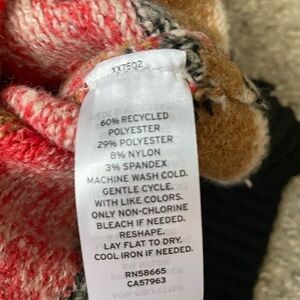 XX7502
60% RECYCLED
POLYESTER
29% POLYESTER
8% NYLON
3% SPANDEX
MACHINE WASH COLD.
GENTLE CYCLE.
WITH LIKE COLORS.
ONLY NON-CHLORINE
BLEACH IF NEEDED.
RESHAPE.
LAY FLAT TO DRY.
COOL IRON IF NEEDED.
RN58665
CA57963